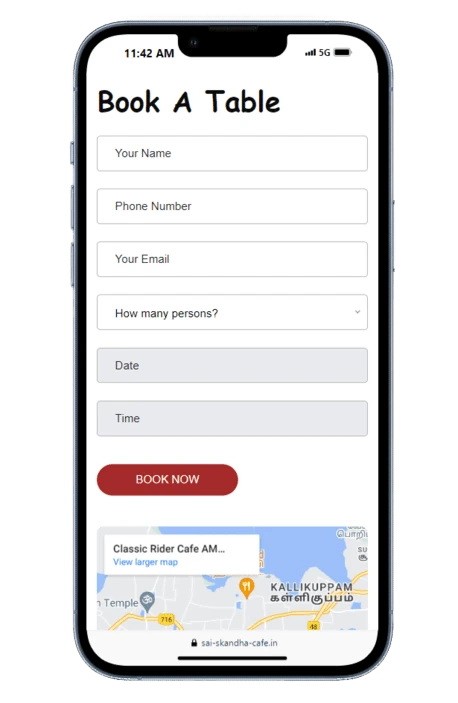 11:42 AM
5G
Book A Table
Your Name
Phone Number
Your Email
How many persons?
Date
Time
BOOK NOW
Classic Rider Cafe AM...
View larger map
KALLIKUPPAM
கள்ளிகுப்பம்
n Temple
716
48
sai-skandha-cafe.in